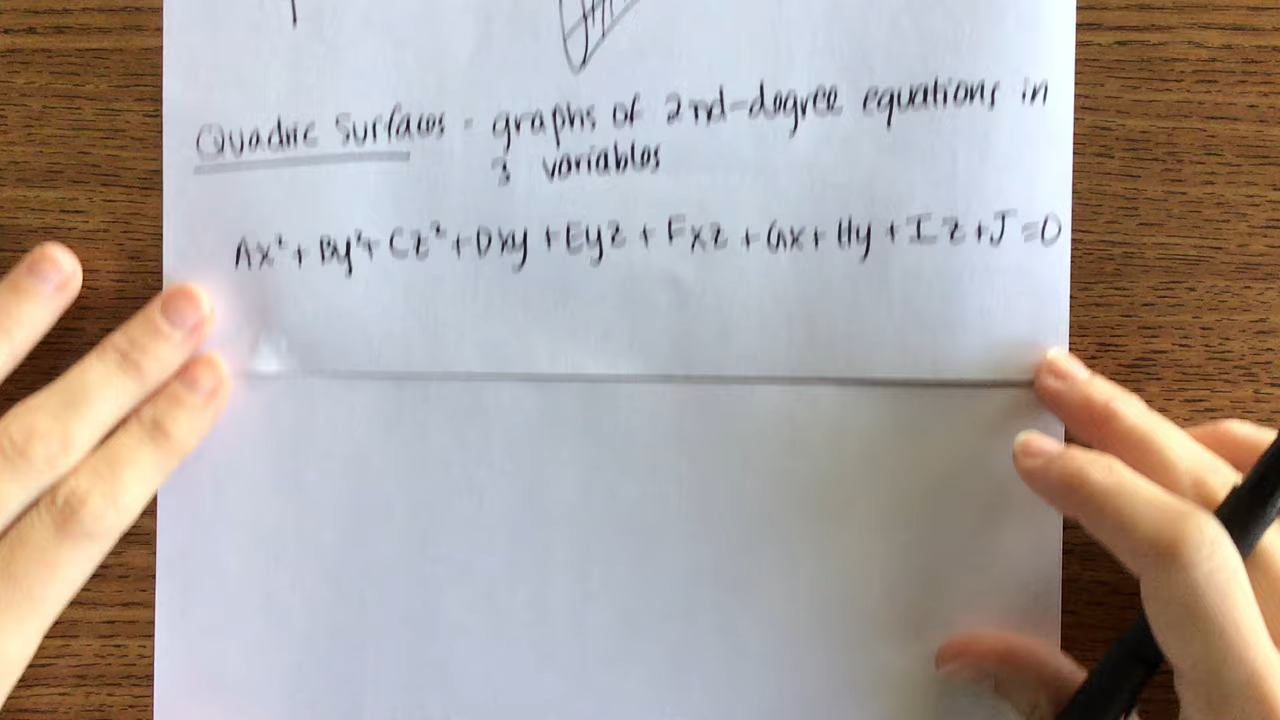 Quadric Surfaces - graphs of 2nd-degree equations in
3 variables
Ax² + By² + Cz² + Dxy + Eyz + Fxz + Gx + Hy + Iz + J = 0